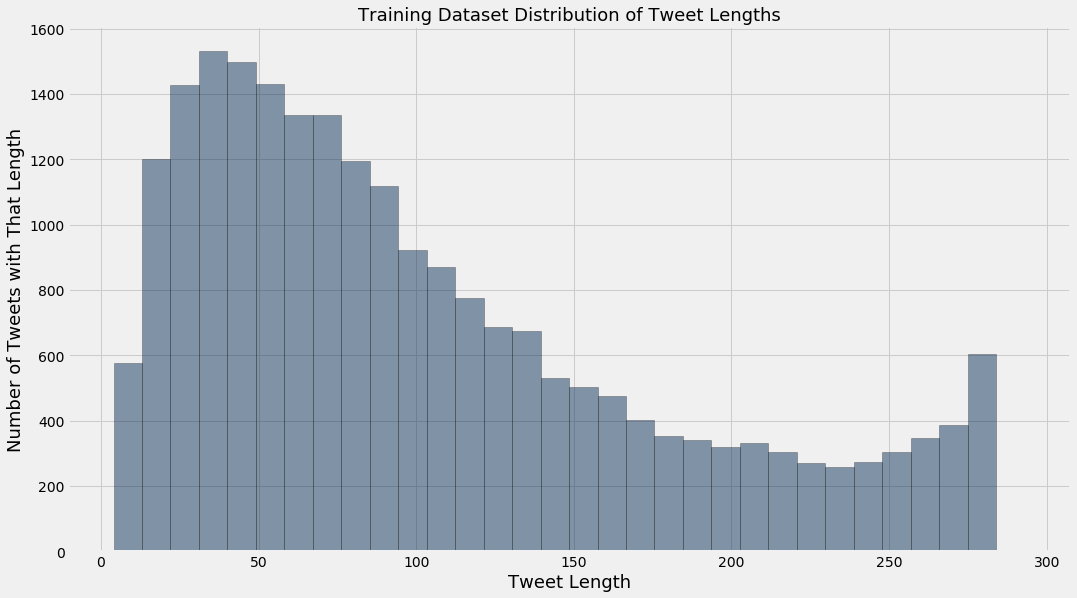 Training Dataset Distribution of Tweet Lengths
Number of Tweets with That Length
1600
1400
1200
1000
800
600
400
200
0
0 50 100 150 200 250 300
Tweet Length